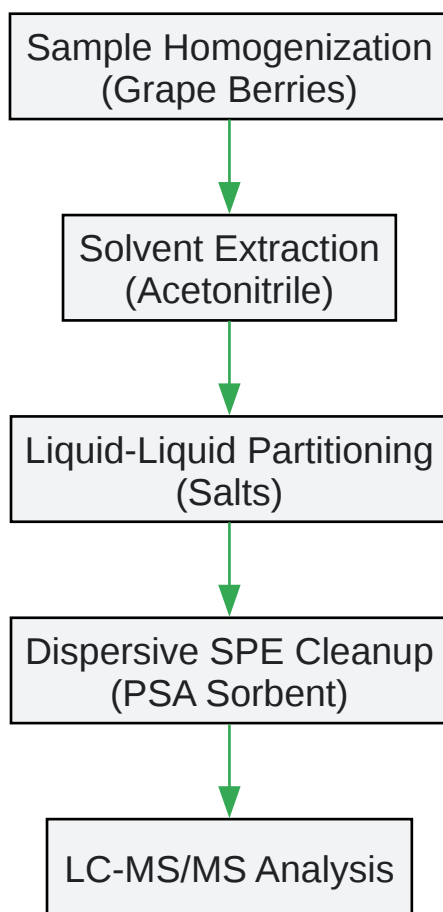 Sample Homogenization
(Grape Berries)
Solvent Extraction
(Acetonitrile)
Liquid-Liquid Partitioning
(Salts)
Dispersive SPE Cleanup
(PSA Sorbent)
LC-MS/MS Analysis